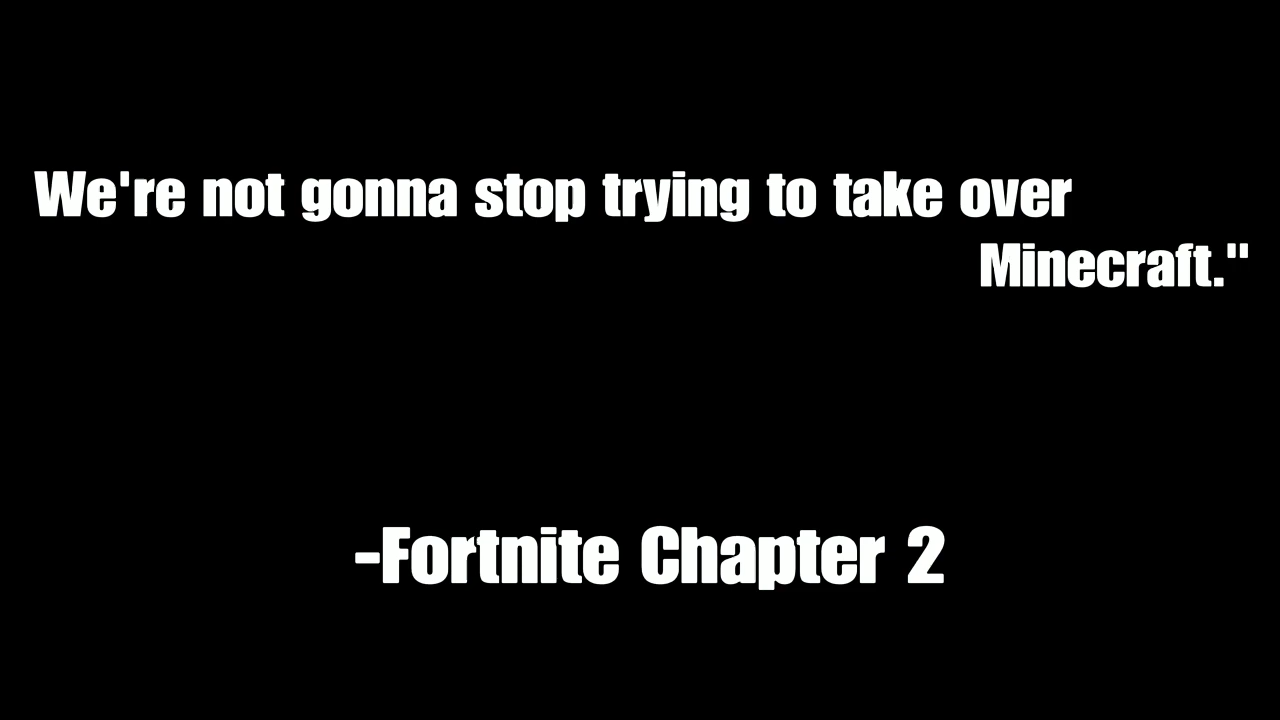 We're not gonna stop trying to take over
Minecraft."
-Fortnite Chapter 2